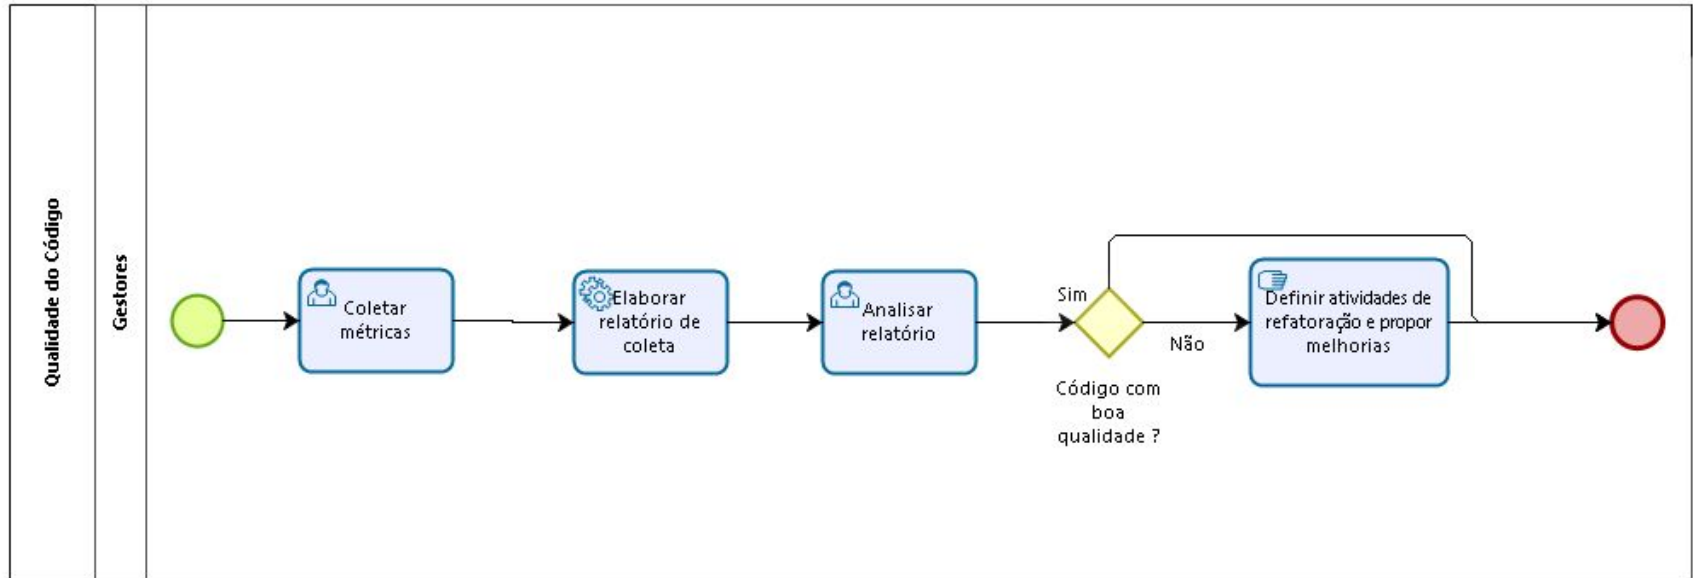 Qualidade do Código
Gestores
Coletar
métricas
Elaborar
relatório de
coleta
Analisar
relatório
Sim
Não
Código com
boa
qualidade ?
Definir atividades de
refatoração e propor
melhorias